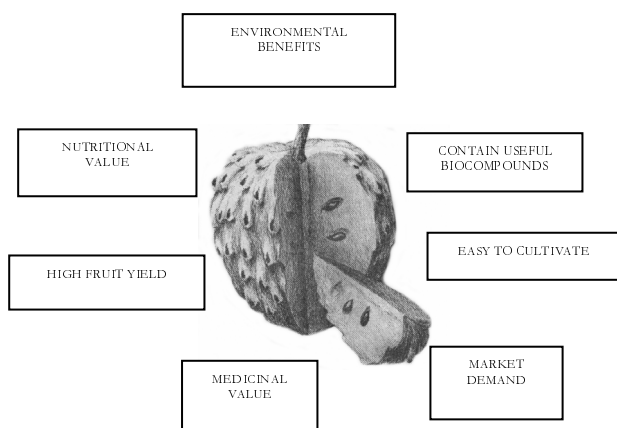 ENVIRONMENTAL
BENEFITS
NUTRITIONAL
VALUE
CONTAIN USEFUL
BIOCOMPOUNDS
EASY TO CULTIVATE
HIGH FRUIT YIELD
MARKET
DEMAND
MEDICINAL
VALUE